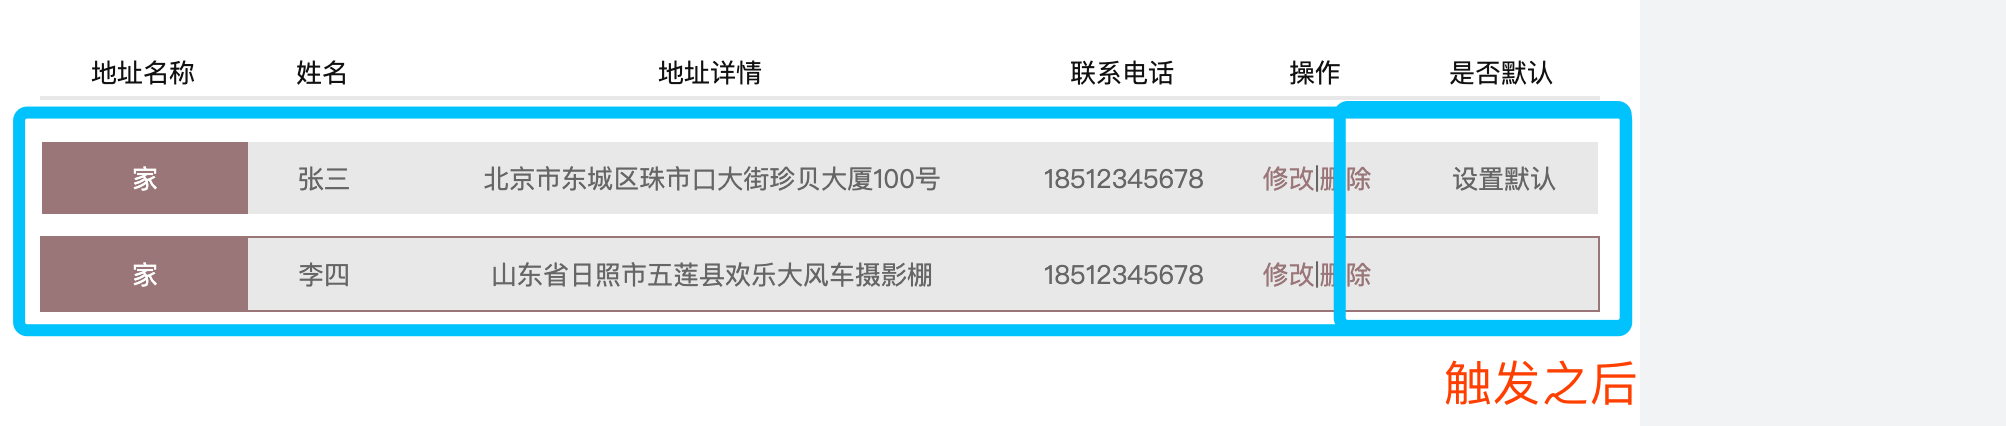 地址名称 姓名 地址详情 联系电话 操作 是否默认
家 张三 北京市东城区珠市口大街珍贝大厦100号 18512345678 修改|删除 设置默认
家 李四 山东省日照市五莲县欢乐大风车摄影棚 18512345678 修改|删除
触发之后